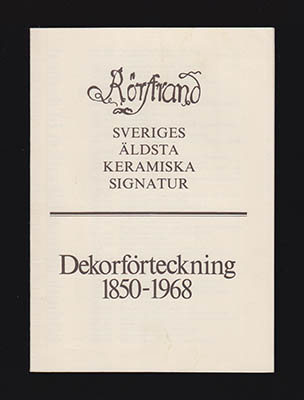 Rörstrand
SVERIGES
ÄLDSTA
KERAMISKA
SIGNATUR
Dekorförteckning
1850-1968